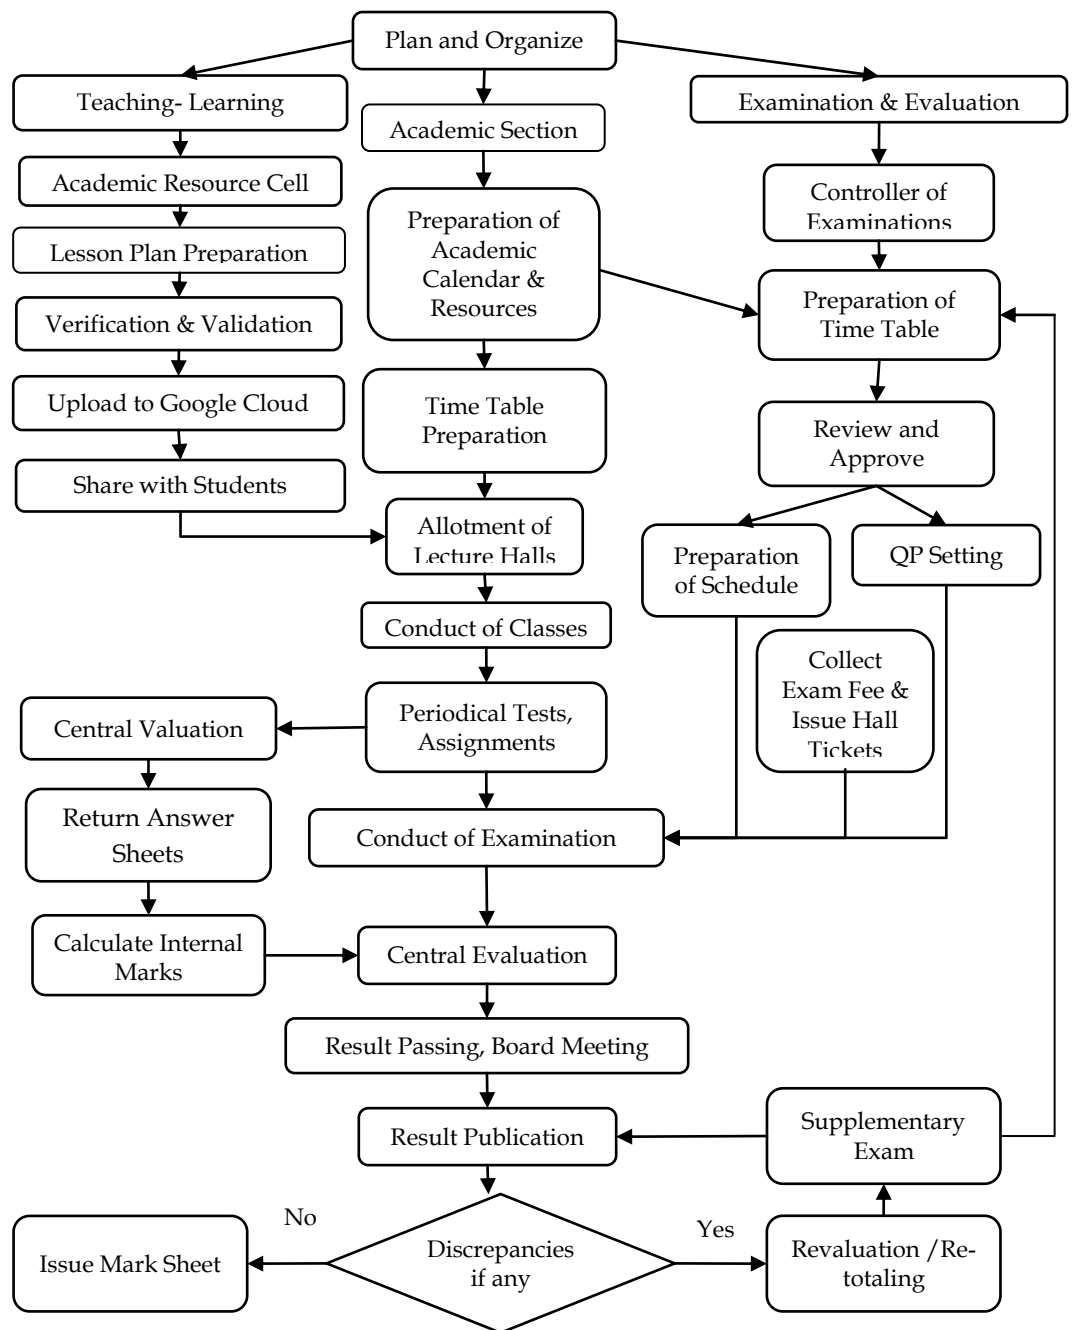 Plan and Organize
Teaching- Learning
Academic Section
Examination & Evaluation
Academic Resource Cell
Controller of
Examinations
Lesson Plan Preparation
Preparation of
Academic
Calendar &
Resources
Verification & Validation
Preparation of
Time Table
Upload to Google Cloud
Time Table
Preparation
Review and
Approve
Share with Students
Allotment of
Lecture Halls
Preparation
of Schedule
QP Setting
Conduct of Classes
Collect
Exam Fee &
Issue Hall
Tickets
Central Valuation
Periodical Tests,
Assignments
Return Answer
Sheets
Conduct of Examination
Calculate Internal
Marks
Central Evaluation
Result Passing, Board Meeting
Result Publication
Supplementary
Exam
No
Yes
Issue Mark Sheet
Discrepancies
if any
Revaluation /Re-
totaling